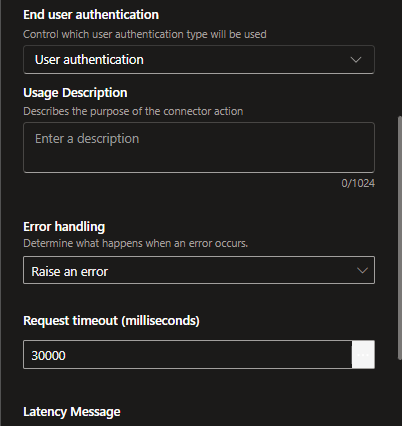 End user authentication
Control which user authentication type will be used
User authentication
Usage Description
Describes the purpose of the connector action
Enter a description
0/1024
Error handling
Determine what happens when an error occurs.
Raise an error
Request timeout (milliseconds)
30000
Latency Message